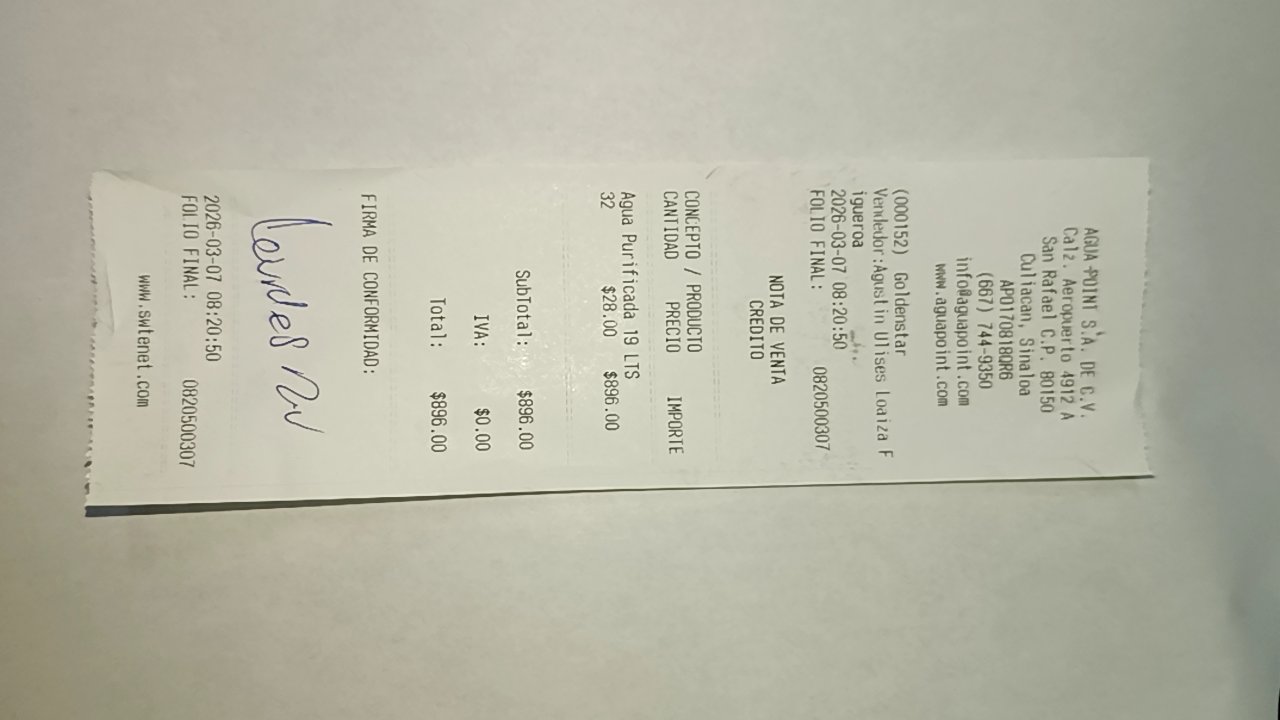 AGUA POINT S.A. DE C.V.
Calz. Aeropuerto 4912 A
San Rafael C.P. 80150
Culiacan, Sinaloa
APO170818QR6
(667) 744-9350
info@aguapoint.com
www.aguapoint.com
(000152) Goldenstar
Vendedor:Agustin Ulises Loaiza F
igueroa
2026-03-07 08:20:50
FOLIO FINAL: 0820500307
NOTA DE VENTA
CREDITO
CONCEPTO / PRODUCTO
CANTIDAD PRECIO IMPORTE
Agua Purificada 19 LTS
32 $28.00 $896.00
SubTotal: $896.00
IVA: $0.00
Total: $896.00
FIRMA DE CONFORMIDAD:
2026-03-07 08:20:50
FOLIO FINAL: 0820500307
www.swtenet.com